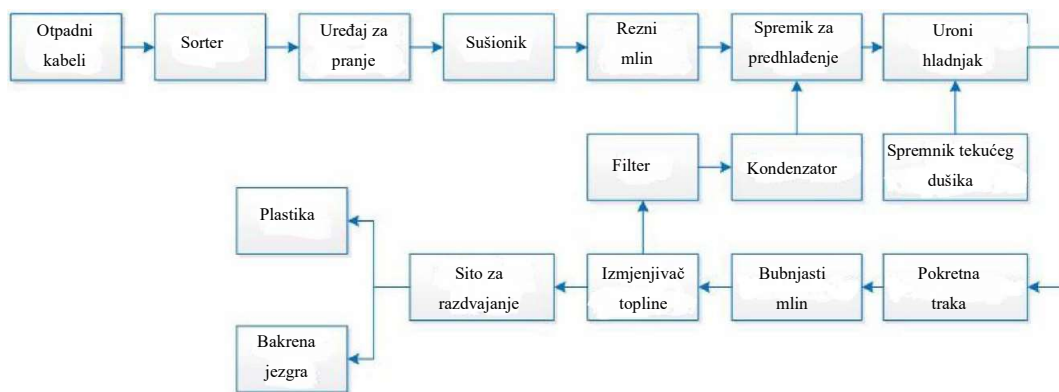 Otpadni
kabeli
Sorter
Uređaj za
pranje
Sušionik
Rezni
mlin
Spremik za
predhlađenje
Uroni
hladnjak
Filter
Kondenzator
Spremnik tekućeg
dušika
Plastika
Sito za
razdvajanje
Izmjenjivač
topline
Bubnjasti
mlin
Pokretna
traka
Bakrena
jezgra